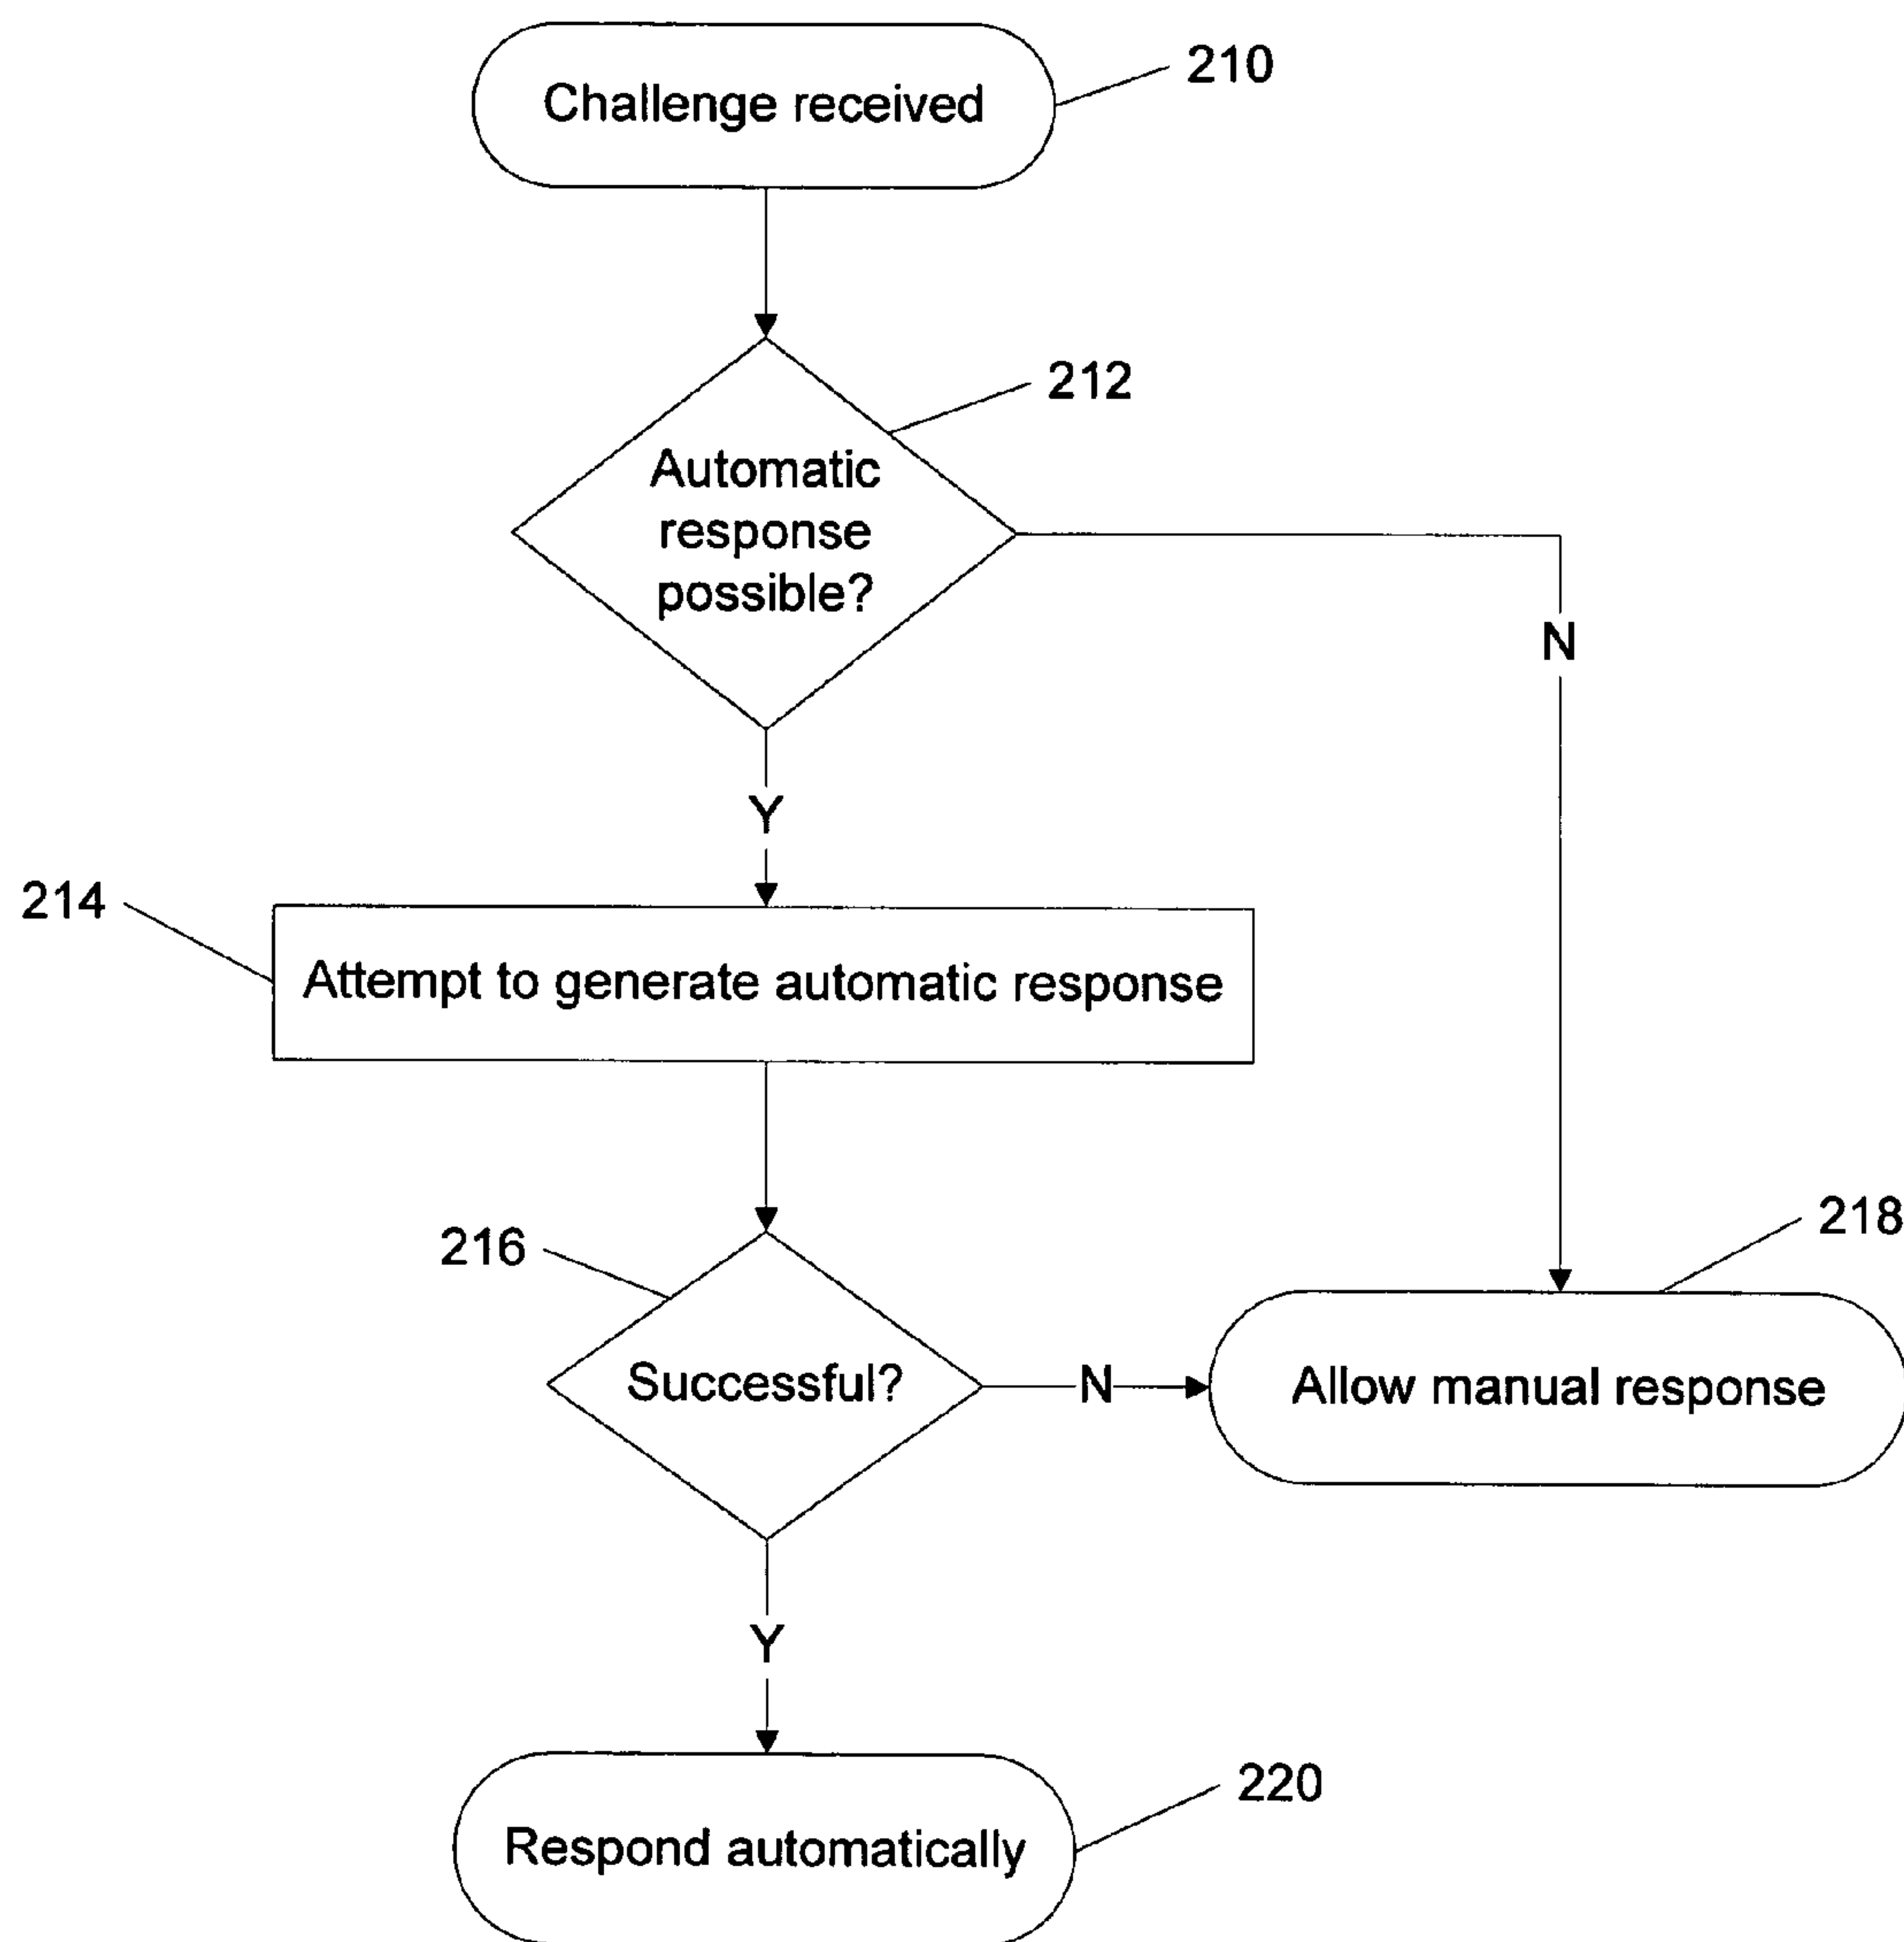 Challenge received
210
212
Automatic
response
possible?
N
Y
214
Attempt to generate automatic response
216
218
Successful?
N
Allow manual response
Y
220
Respond automatically